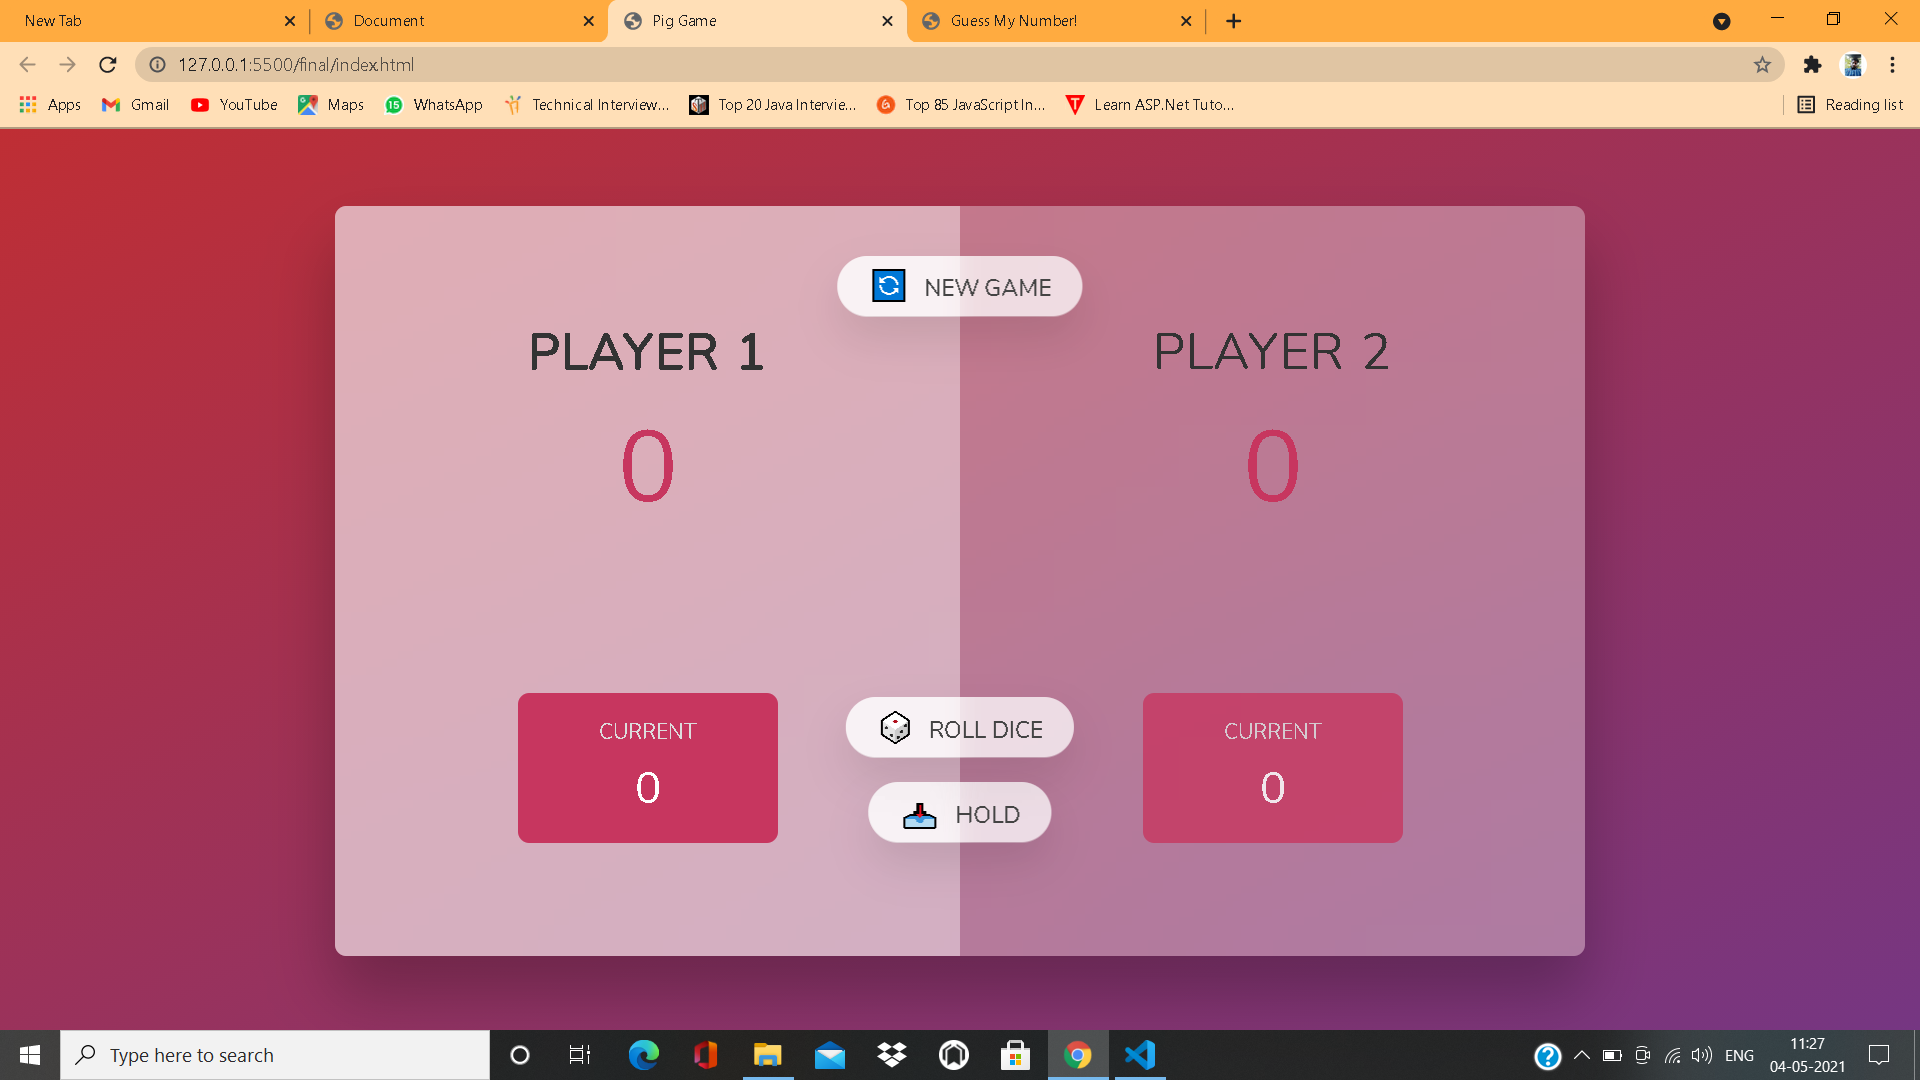 New Tab
Document
Pig Game
Guess My Number!
127.0.0.1:5500/final/index.html
Apps
Gmail
YouTube
Maps
15
WhatsApp
Technical Interview...
Top 20 Java Intervie...
Top 85 JavaScript In...
T
Learn ASP.Net Tuto...
Reading list
NEW GAME
PLAYER 1
PLAYER 2
0
0
CURRENT
0
ROLL DICE
HOLD
CURRENT
0
Type here to search
ENG
11:27
04-05-2021